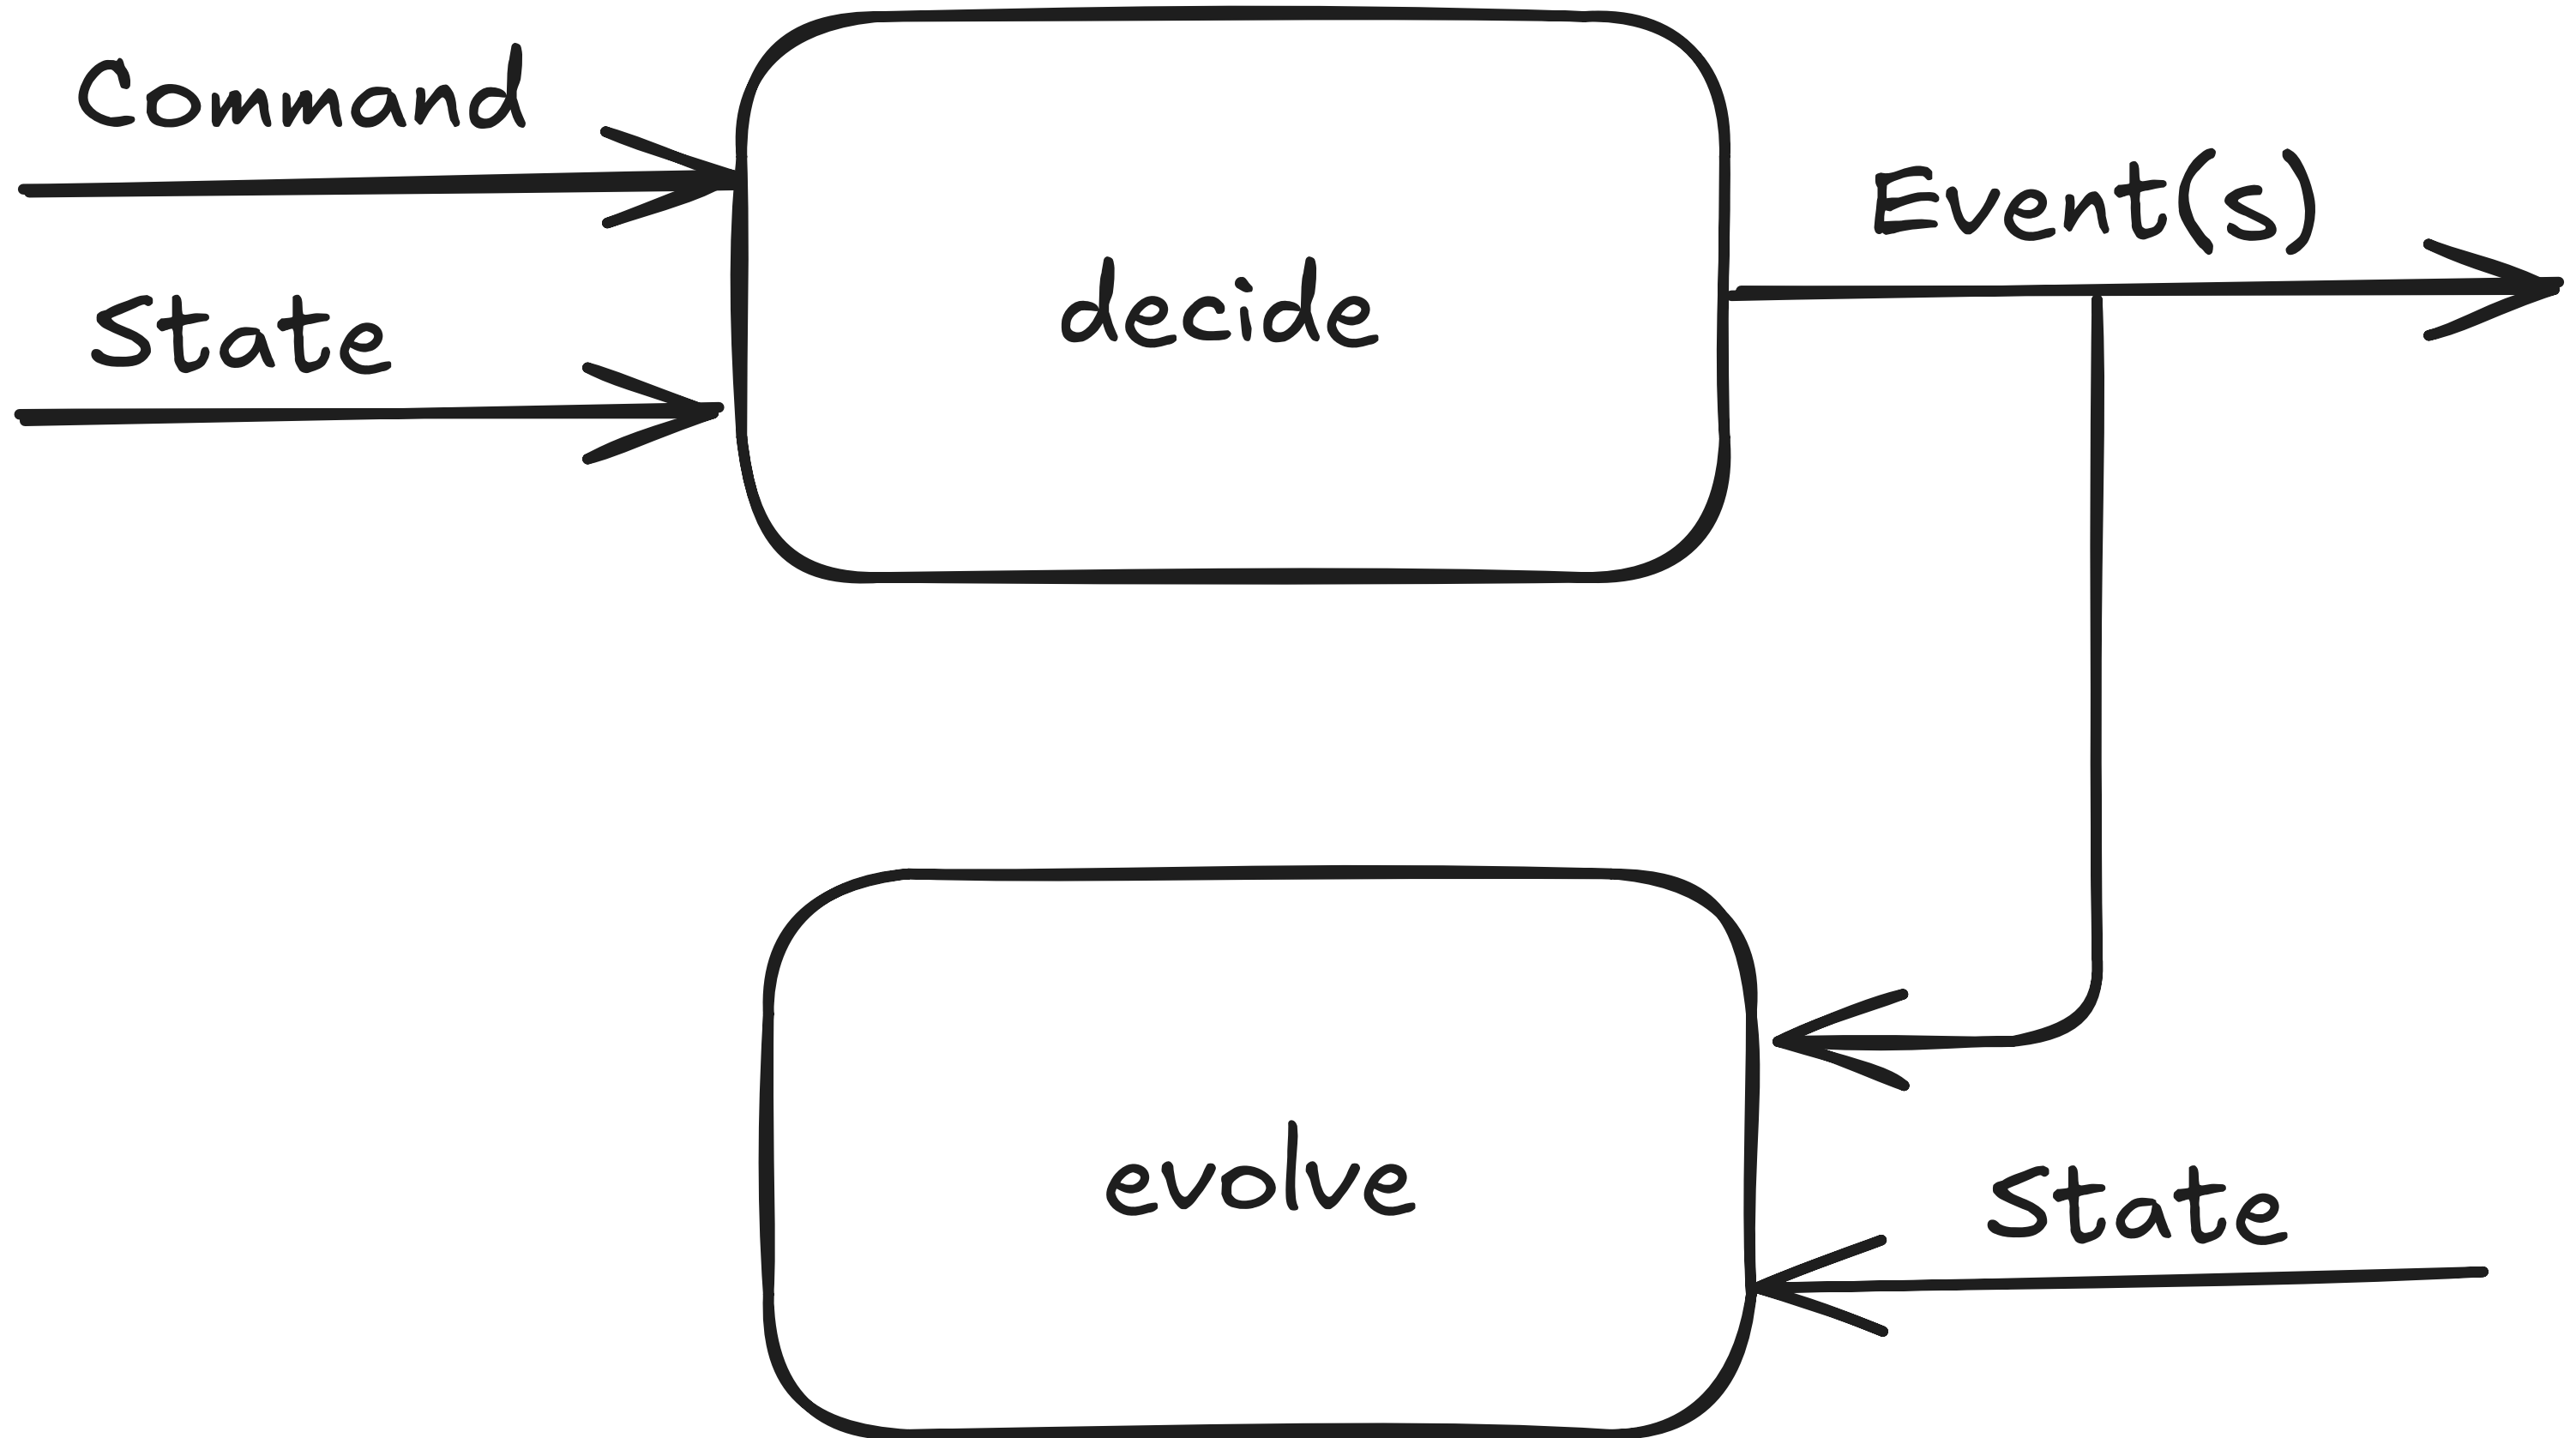 Command
State
decide
Event(s)
evolve
State